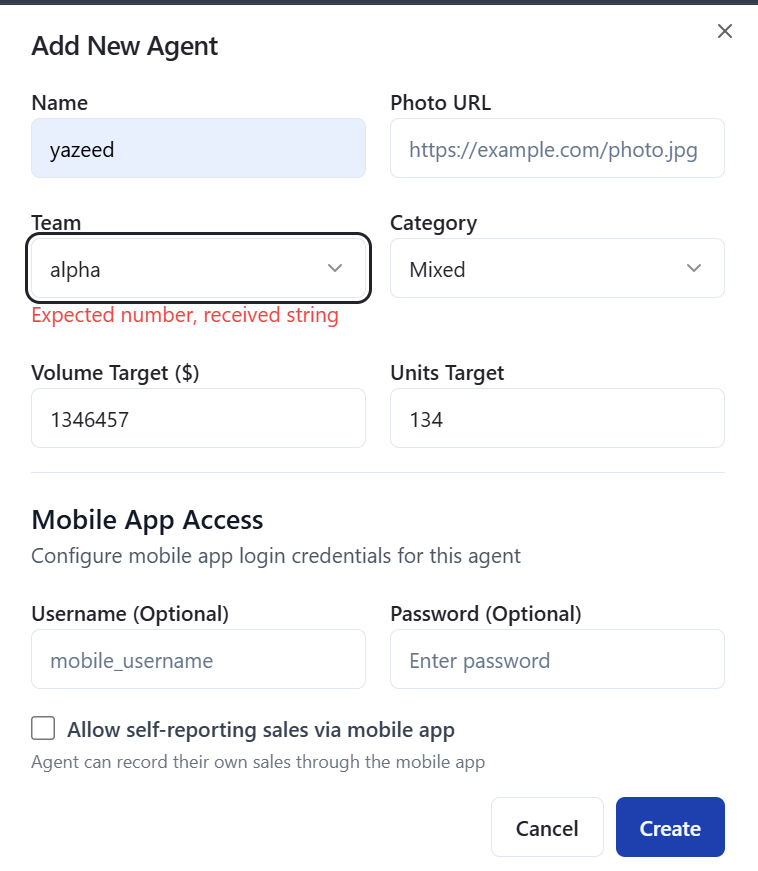 Add New Agent
Name
Photo URL
yazeed
https://example.com/photo.jpg
Team
Category
alpha
Mixed
Expected number, received string
Volume Target ($)
Units Target
1346457
134
Mobile App Access
Configure mobile app login credentials for this agent
Username (Optional)
Password (Optional)
mobile_username
Enter password
Allow self-reporting sales via mobile app
Agent can record their own sales through the mobile app
Cancel
Create